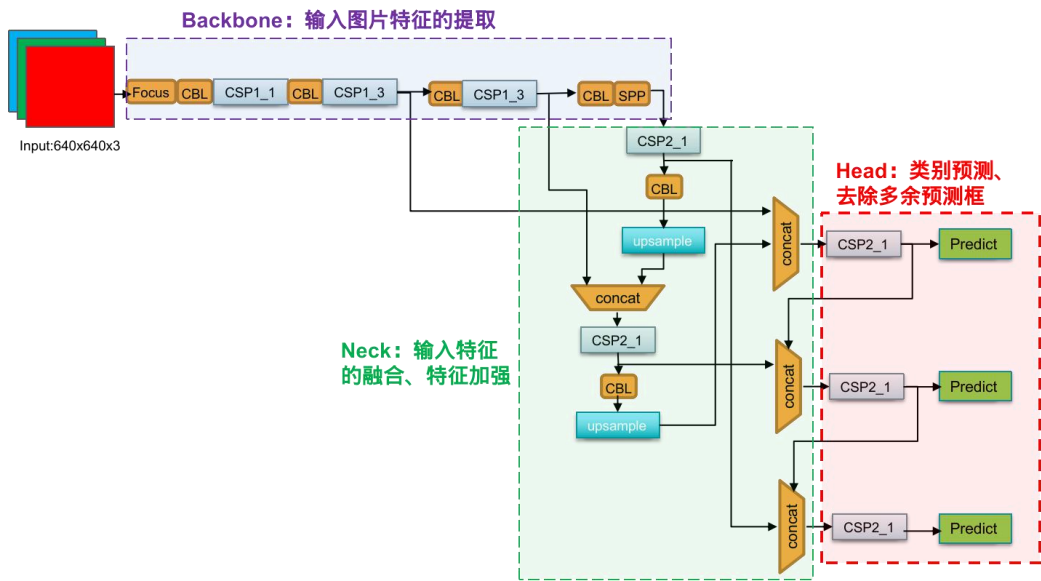 Backbone：输入图片特征的提取
Focus
CBL
CSP1_1
CBL
CSP1_3
CBL
CSP1_3
CBL
SPP
Input:640x640x3
CSP2_1
CBL
upsample
concat
CSP2_1
CBL
upsample
Neck：输入特征
的融合、特征加强
Head：类别预测、
去除多余预测框
concat
CSP2_1
Predict
concat
CSP2_1
Predict
concat
CSP2_1
Predict